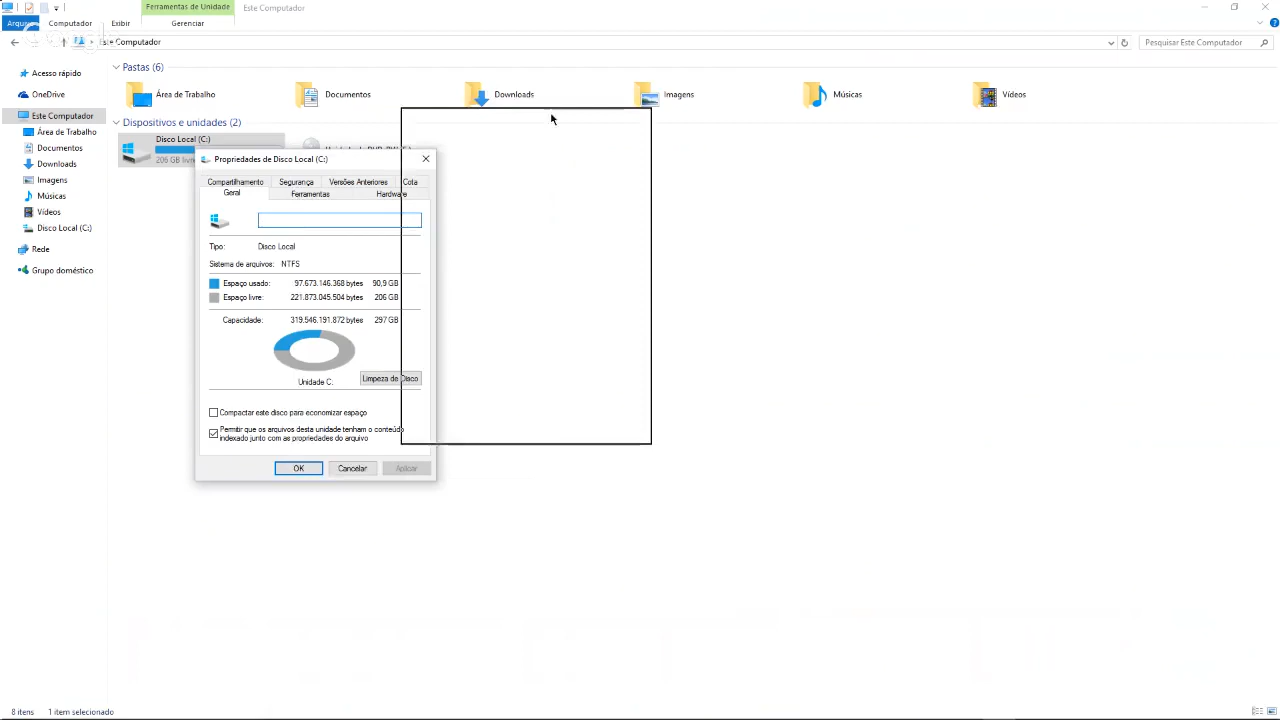 Ferramentas de Unidade
Este Computador
Arquivo
Computador
Exibir
Gerenciar
Este Computador
Pesquisar Este Computador
Acesso rápido
OneDrive
Este Computador
Área de Trabalho
Documentos
Downloads
Imagens
Músicas
Vídeos
Disco Local (C:)
Rede
Grupo doméstico
Pastas (6)
Área de Trabalho
Documentos
Downloads
Imagens
Músicas
Vídeos
Dispositivos e unidades (2)
Disco Local (C:)
206 GB livre
Propriedades de Disco Local (C:)
Compartilhamento
Segurança
Versões Anteriores
Cota
Geral
Ferramentas
Hardware
Tipo: Disco Local
Sistema de arquivos: NTFS
Espaço usado: 97.673.146.368 bytes 90,9 GB
Espaço livre: 221.873.045.504 bytes 206 GB
Capacidade: 319.546.191.872 bytes 297 GB
Unidade C:
Limpeza de Disco
Compactar este disco para economizar espaço
Permitir que os arquivos desta unidade tenham o conteúdo
indexado junto com as propriedades do arquivo
OK
Cancelar
Aplicar
8 itens
1 item selecionado